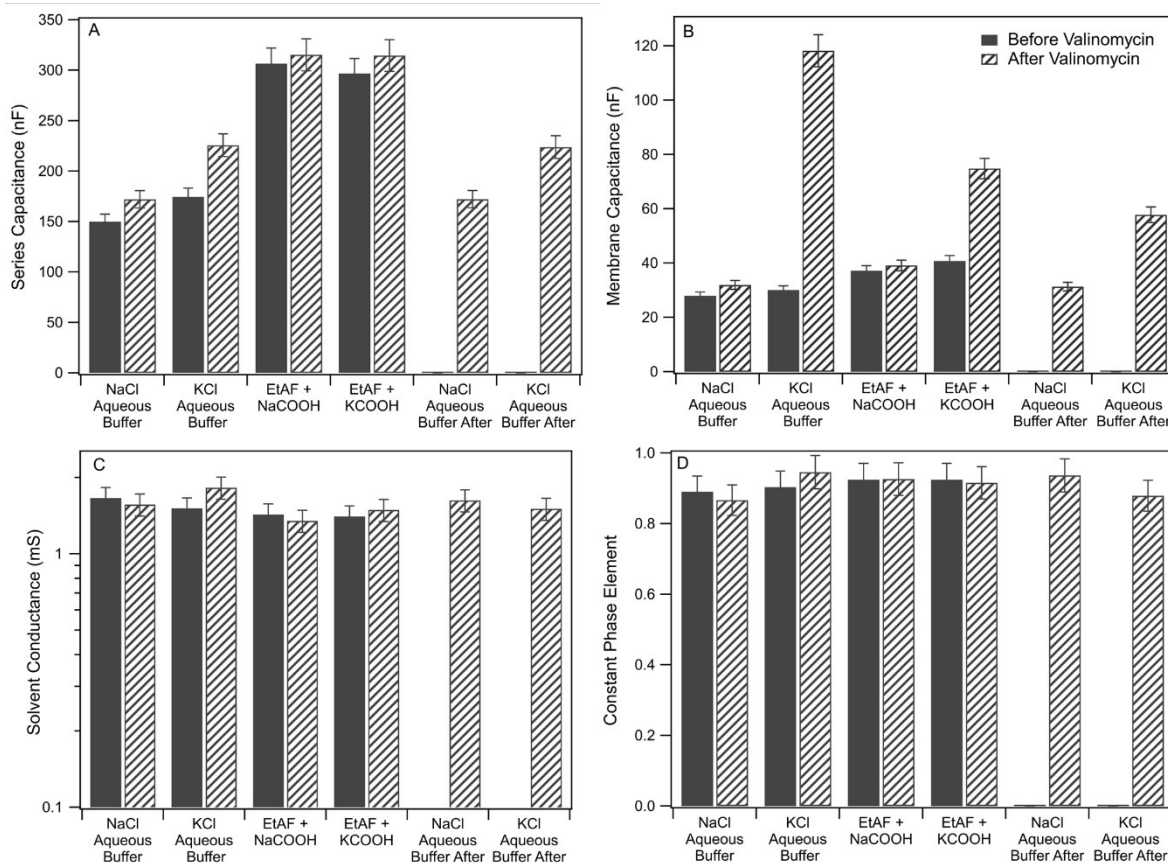 A
Series Capacitance (nF)
350
300
250
200
150
100
50
0
NaCl
Aqueous
Buffer
KCl
Aqueous
Buffer
EtAF +
NaCOOH
EtAF +
KCOOH
NaCl
Aqueous
Buffer After
KCl
Aqueous
Buffer After
B
Before Valinomycin
After Valinomycin
Membrane Capacitance (nF)
120
100
80
60
40
20
0
NaCl
Aqueous
Buffer
KCl
Aqueous
Buffer
EtAF +
NaCOOH
EtAF +
KCOOH
NaCl
Aqueous
Buffer After
KCl
Aqueous
Buffer After
C
Solvent Conductance (mS)
1
0.1
NaCl
Aqueous
Buffer
KCl
Aqueous
Buffer
EtAF +
NaCOOH
EtAF +
KCOOH
NaCl
Aqueous
Buffer After
KCl
Aqueous
Buffer After
D
Constant Phase Element
1.0
0.8
0.6
0.4
0.2
0.0
NaCl
Aqueous
Buffer
KCl
Aqueous
Buffer
EtAF +
NaCOOH
EtAF +
KCOOH
NaCl
Aqueous
Buffer After
KCl
Aqueous
Buffer After